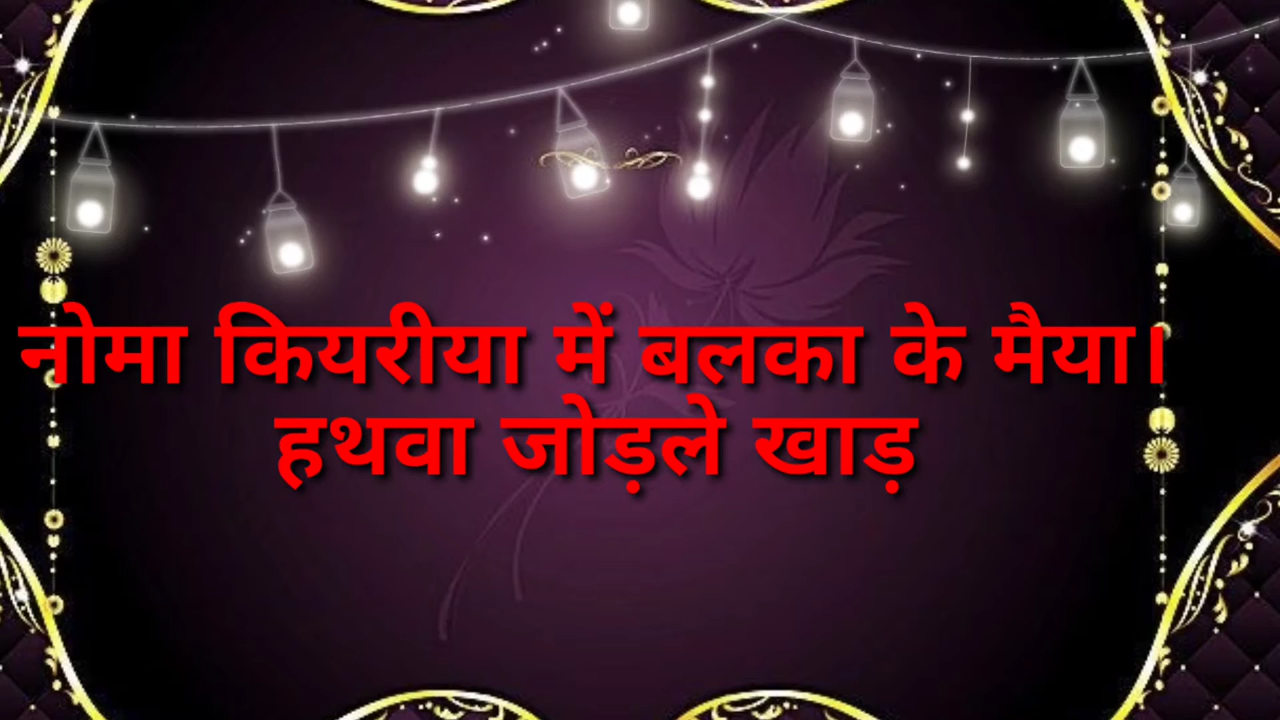 नोमा कियरीया में बलका के मैया।
हथवा जोड़ले खाड़